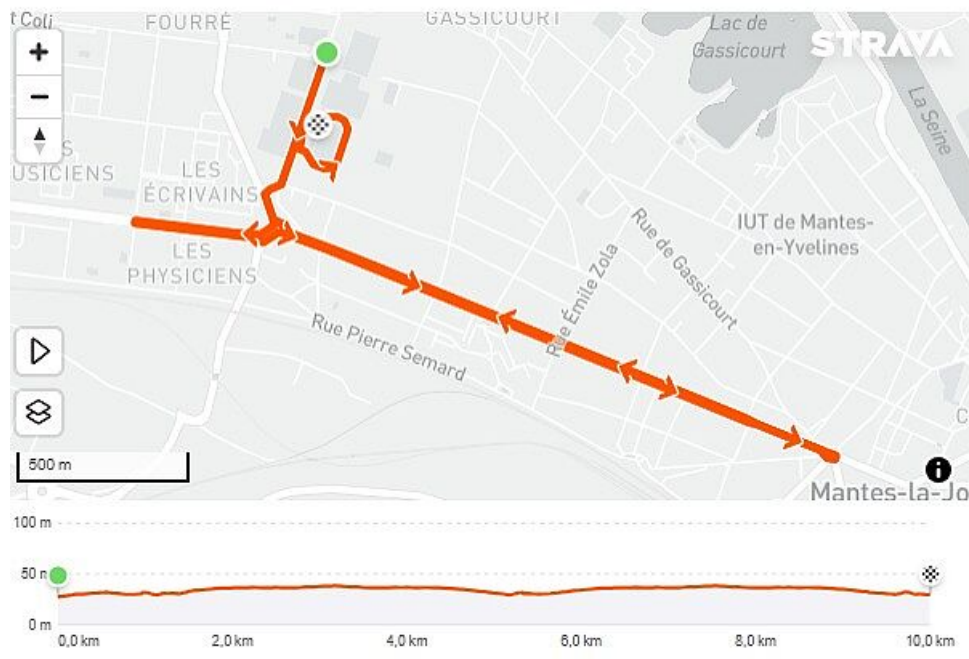 t Coli
FOURRÉ
GASSICOURT
Lac de
Gassicourt
STRAVA
+
−
La Seine
USICIENS
LES
ÉCRIVAINS
LES
PHYSICIENS
IUT de Mantes-
en-Yvelines
Rue de Gassicourt
Rue Émile Zola
Rue Pierre Semard
500 m
i
Mantes-la-Jo
100 m
50 m
0 m
0,0 km
2,0 km
4,0 km
6,0 km
8,0 km
10,0 km